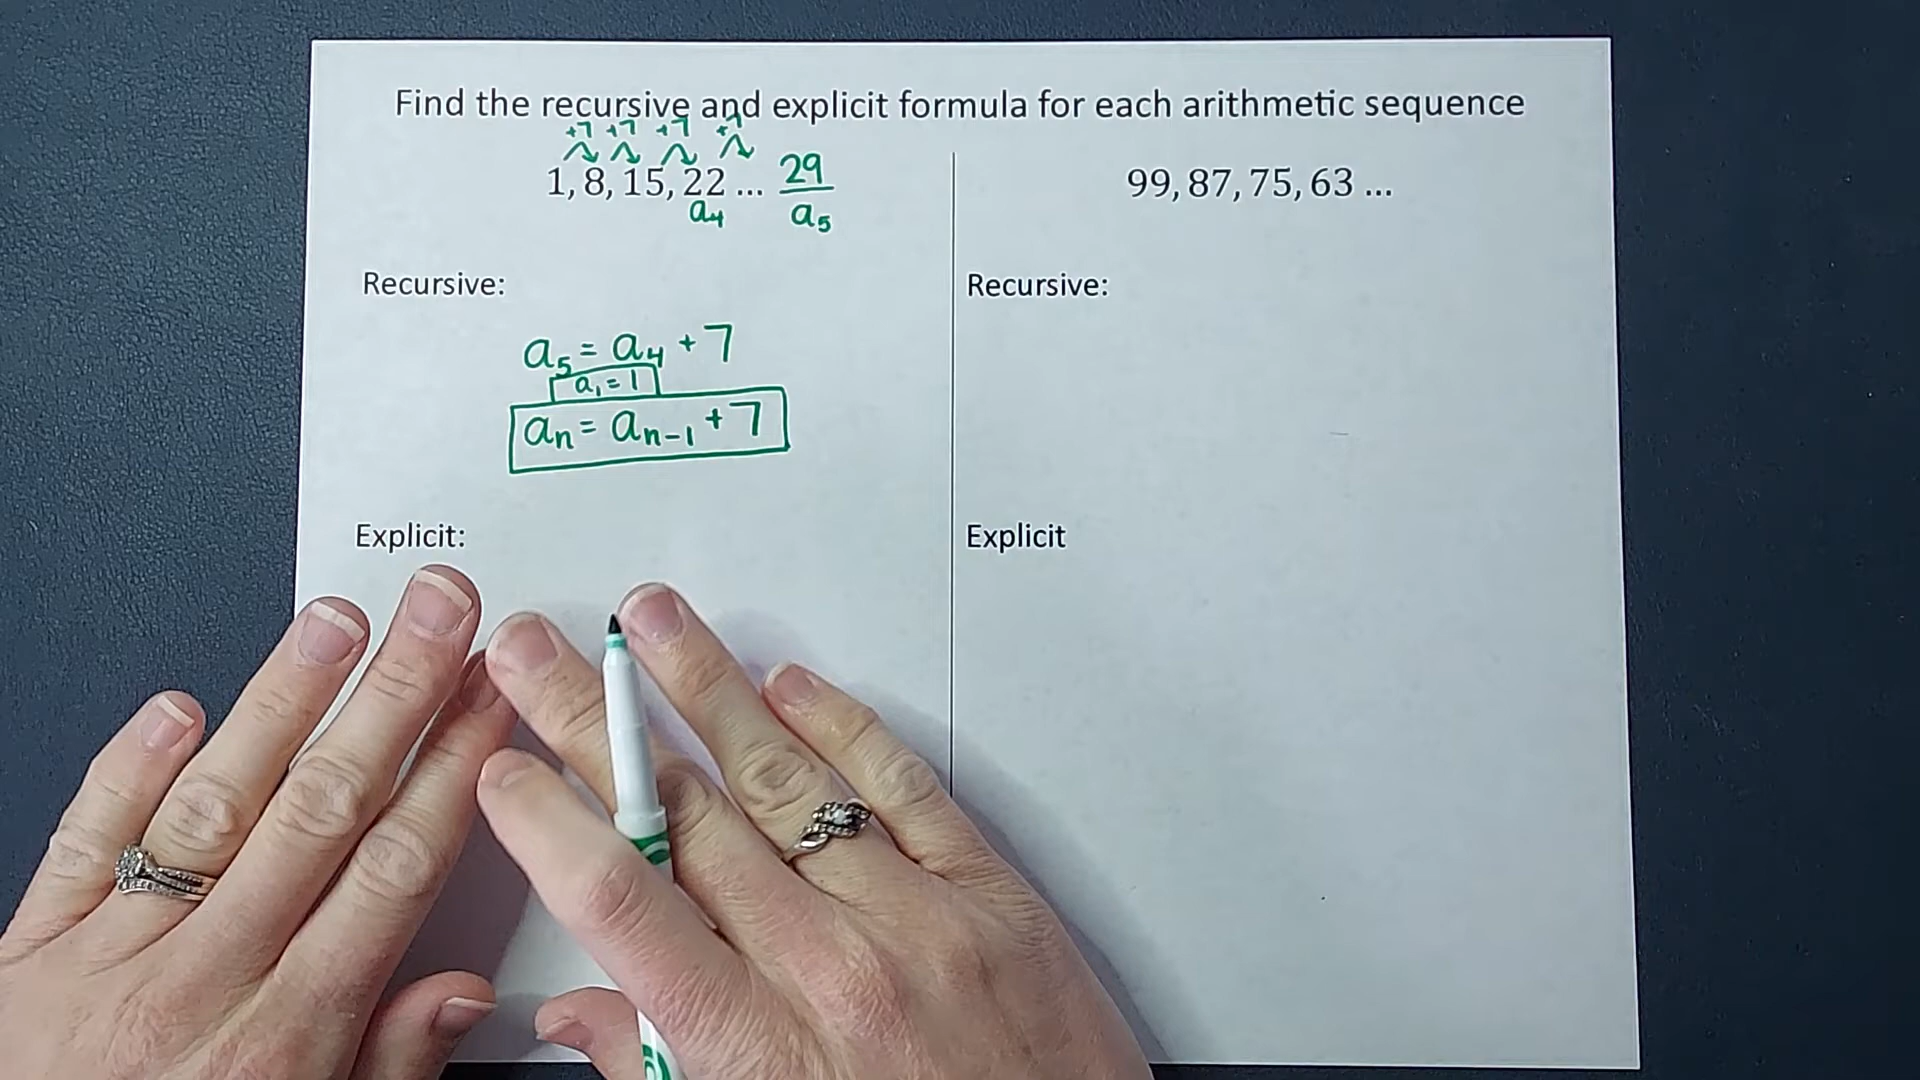 Find the recursive and explicit formula for each arithmetic sequence
+7 +7 +7 +7
1, 8, 15, 22 ... 29
a₄ a₅
99, 87, 75, 63 ...
Recursive:
a₅ = a₄ + 7
a₁ = 1
aₙ = aₙ₋₁ + 7
Recursive:
Explicit:
Explicit